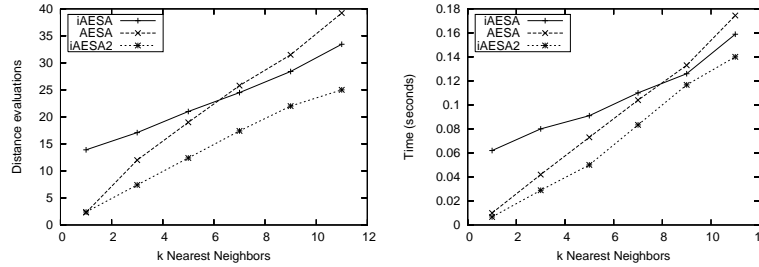 Distance evaluations
40
35
30
25
20
15
10
5
0
iAESA
AESA
iAESA2
0 2 4 6 8 10 12
k Nearest Neighbors
Time (seconds)
0.18
0.16
0.14
0.12
0.1
0.08
0.06
0.04
0.02
0
iAESA
AESA
iAESA2
0 2 4 6 8 10
k Nearest Neighbors